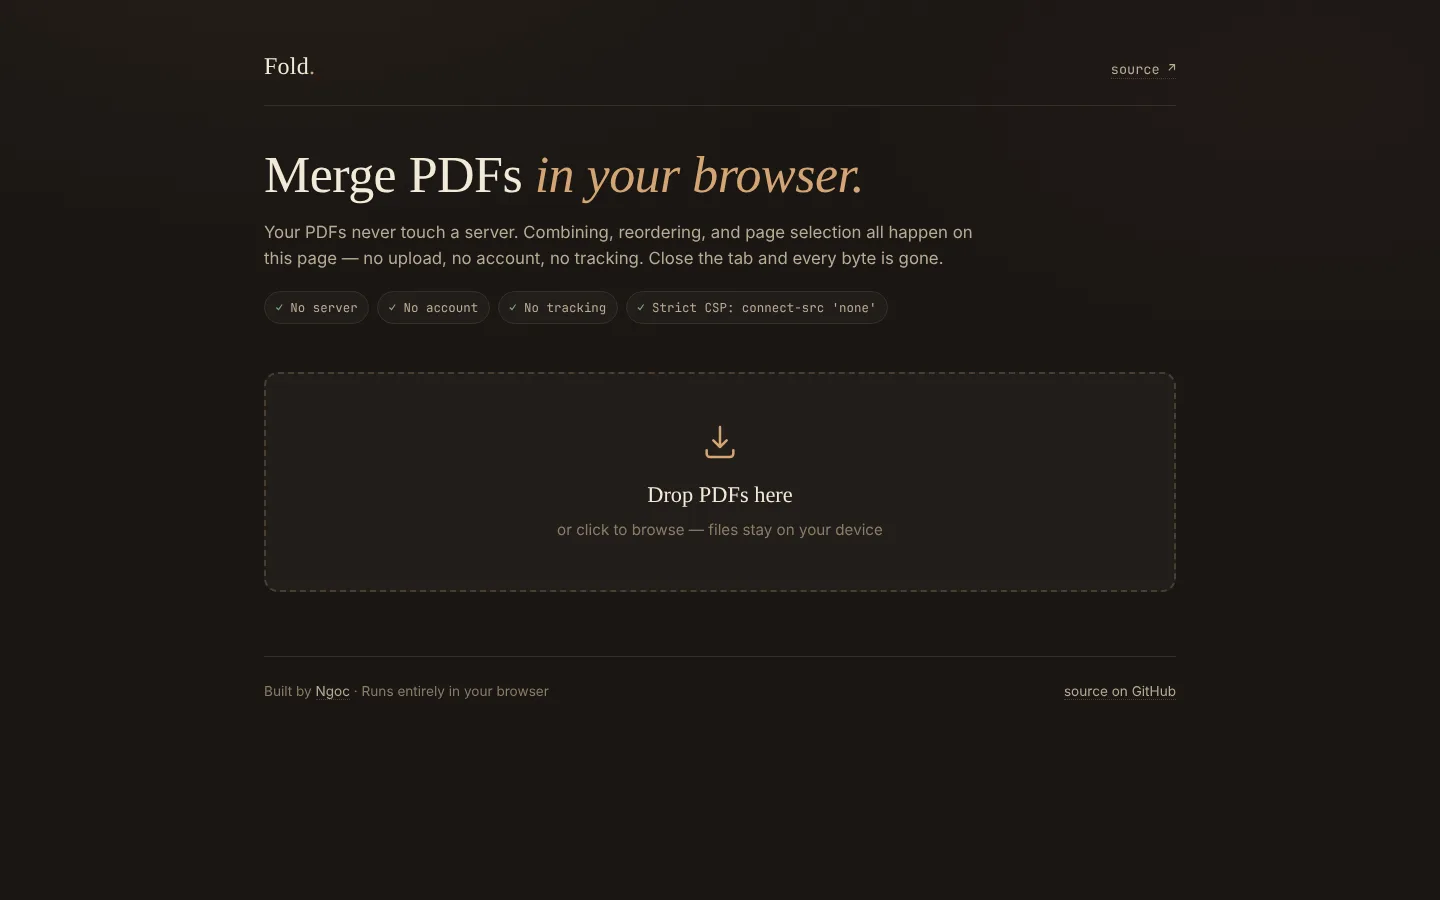 Fold.
source ↗
Merge PDFs in your browser.
Your PDFs never touch a server. Combining, reordering, and page selection all happen on
this page — no upload, no account, no tracking. Close the tab and every byte is gone.
✓ No server ✓ No account ✓ No tracking ✓ Strict CSP: connect-src 'none'
Drop PDFs here
or click to browse — files stay on your device
Built by Ngoc · Runs entirely in your browser
source on GitHub